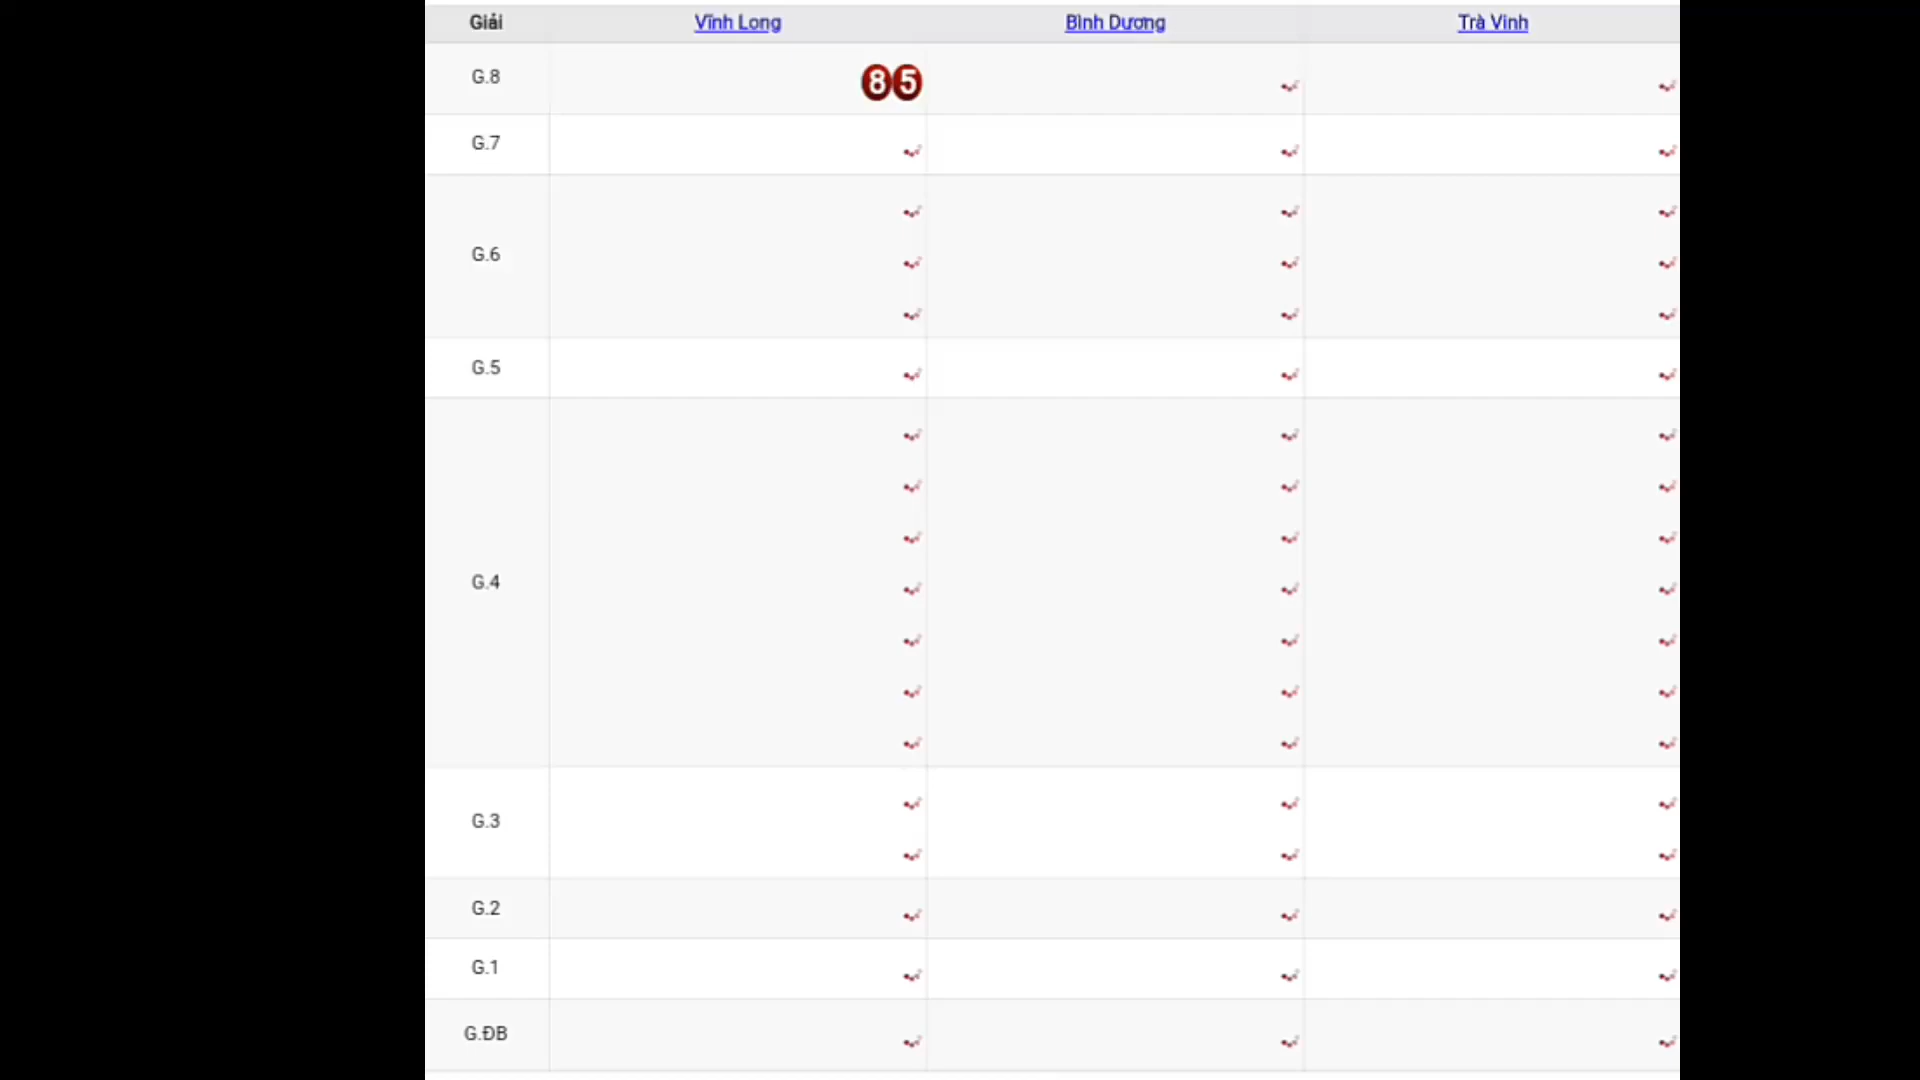 Giải Vĩnh Long Bình Dương Trà Vinh
G.8 85
G.7
G.6
G.5
G.4
G.3
G.2
G.1
G.ĐB